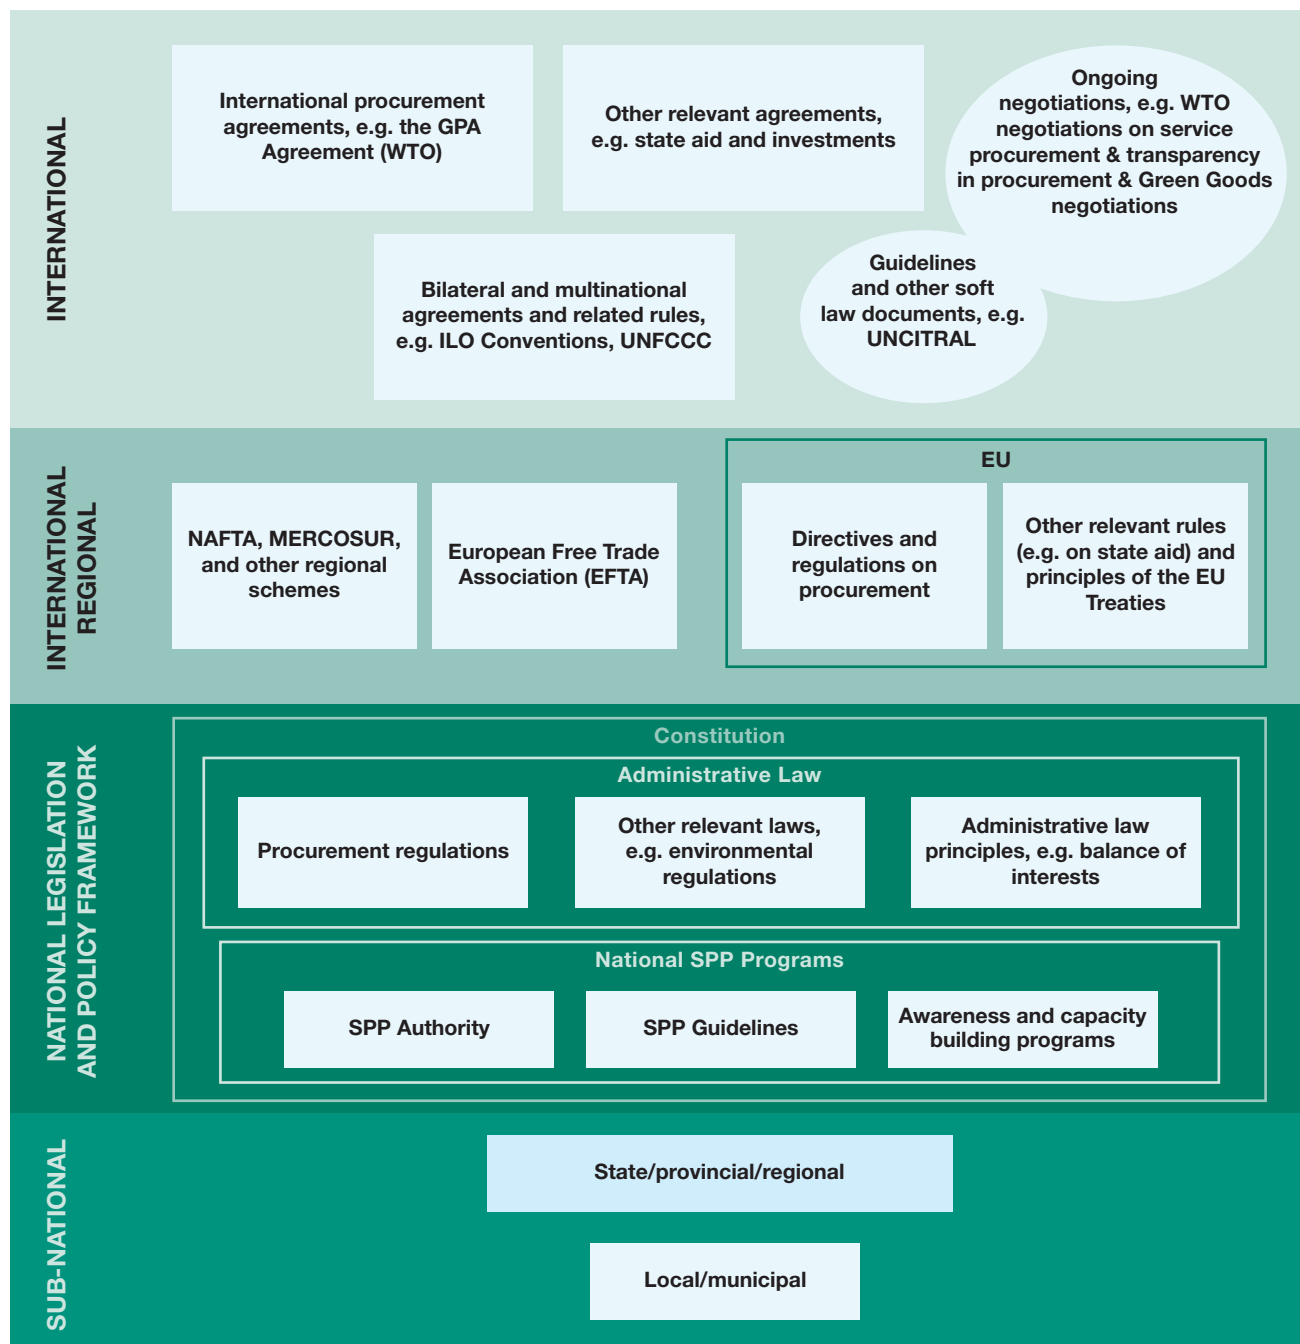 INTERNATIONAL
International procurement
agreements, e.g. the GPA
Agreement (WTO)
Other relevant agreements,
e.g. state aid and investments
Ongoing
negotiations, e.g. WTO
negotiations on service
procurement & transparency
in procurement & Green Goods
negotiations
Bilateral and multinational
agreements and related rules,
e.g. ILO Conventions, UNFCCC
Guidelines
and other soft
law documents, e.g.
UNCITRAL
INTERNATIONAL
REGIONAL
NAFTA, MERCOSUR,
and other regional
schemes
European Free Trade
Association (EFTA)
EU
Directives and
regulations on
procurement
Other relevant rules
(e.g. on state aid) and
principles of the EU
Treaties
NATIONAL LEGISLATION
AND POLICY FRAMEWORK
Constitution
Administrative Law
Procurement regulations
Other relevant laws,
e.g. environmental
regulations
Administrative law
principles, e.g. balance of
interests
National SPP Programs
SPP Authority
SPP Guidelines
Awareness and capacity
building programs
SUB-NATIONAL
State/provincial/regional
Local/municipal